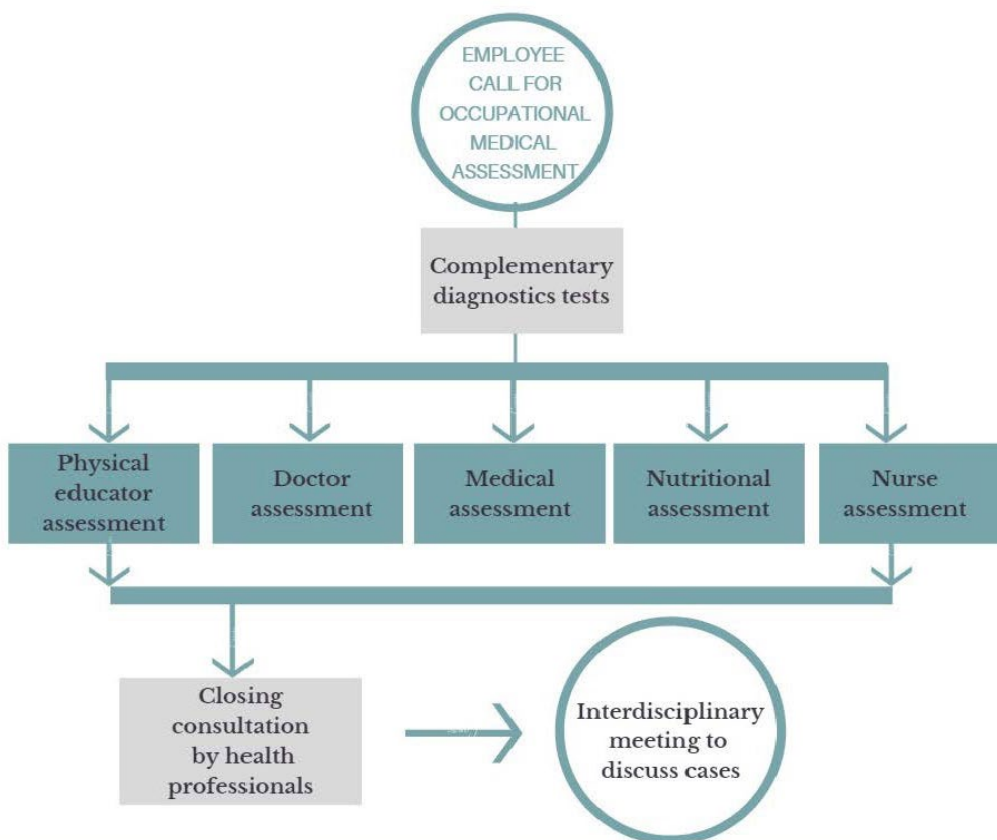 EMPLOYEE
CALL FOR
OCCUPATIONAL
MEDICAL
ASSESSMENT
Complementary
diagnostics tests
Physical
educator
assessment
Doctor
assessment
Medical
assessment
Nutritional
assessment
Nurse
assessment
Closing
consultation
by health
professionals
Interdisciplinary
meeting to
discuss cases